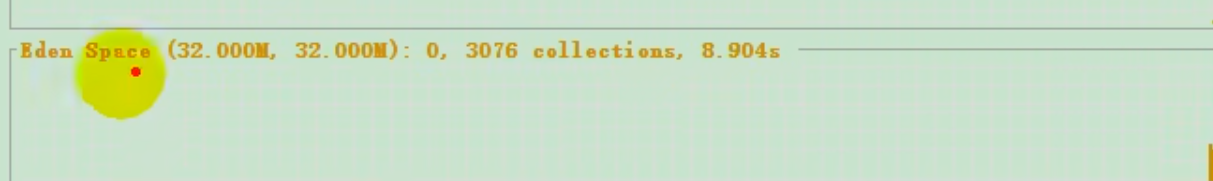 Eden Space (32.000M, 32.000M): 0, 3076 collections, 8.904s